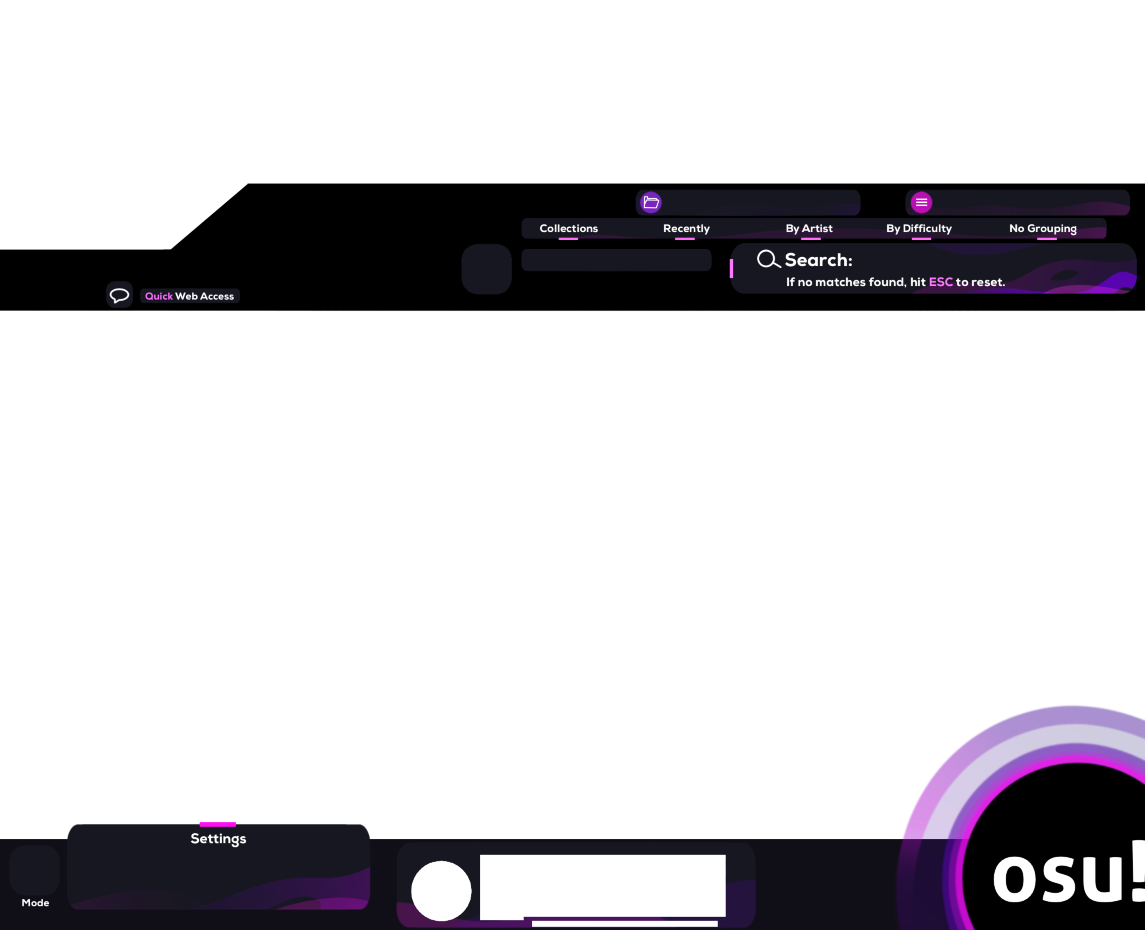 Collections
Recently
By Artist
By Difficulty
No Grouping
Search:
If no matches found, hit ESC to reset.
Quick Web Access
Settings
Mode
osu!